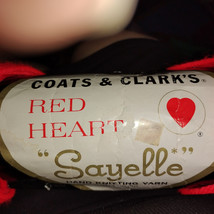 COATS & CLARK'S
RED
HEART
®
"Sayelle*"
HAND KNITTING YARN